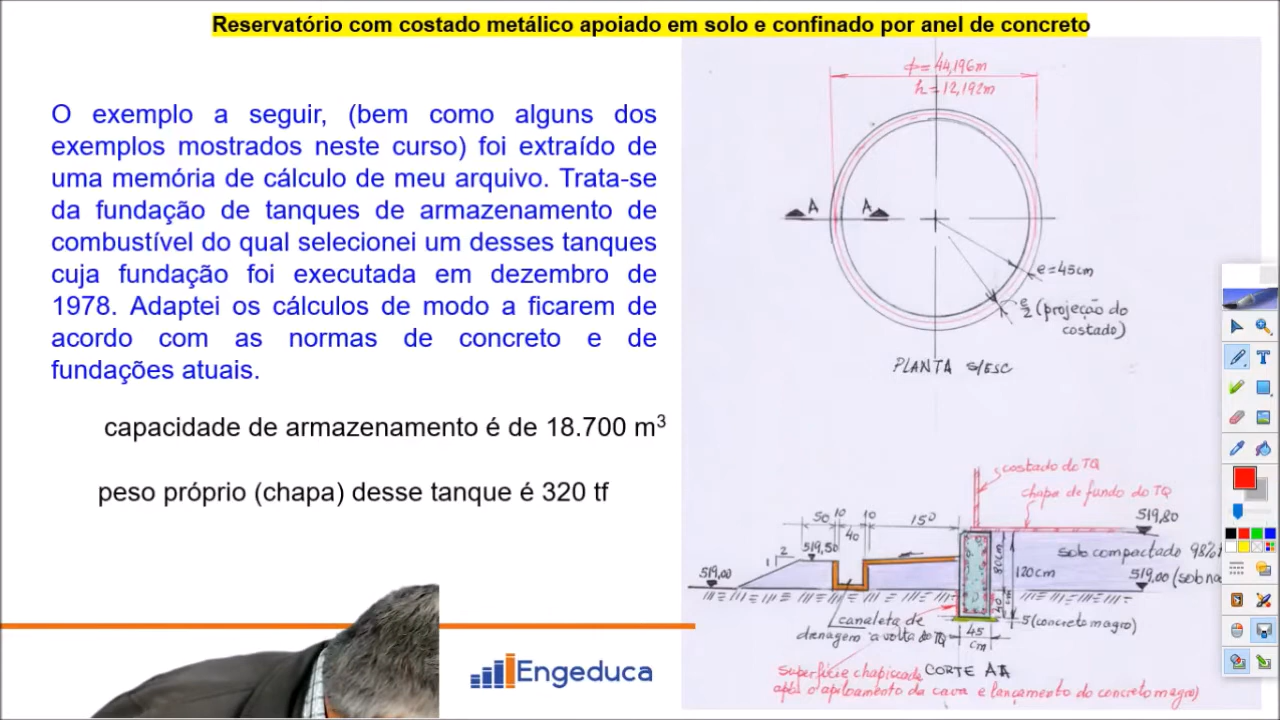 Reservatório com costado metálico apoiado em solo e confinado por anel de concreto
O exemplo a seguir, (bem como alguns dos
exemplos mostrados neste curso) foi extraído de
uma memória de cálculo de meu arquivo. Trata-se
da fundação de tanques de armazenamento de
combustível do qual selecionei um desses tanques
cuja fundação foi executada em dezembro de
1978. Adaptei os cálculos de modo a ficarem de
acordo com as normas de concreto e de
fundações atuais.
capacidade de armazenamento é de 18.700 m³
peso próprio (chapa) desse tanque é 320 tf
Engeduca
ϕ = 44,196m
h = 12,192m
A A
e=45cm
e/2 (projeção do
costado)
PLANTA S/ESC
costado do TQ
chapa de fundo do TQ
519,80
50 10 40 10 150
2
1
519,50
519,00
80cm
120cm
40
solo compactado 98%
519,00 (sob na
5 (concreto magro)
canaleta de
drenagem a volta do TQ
45
cm
superfície chapiscada
CORTE AA
após o apiloamento da cava e lançamento do concreto magro)
T